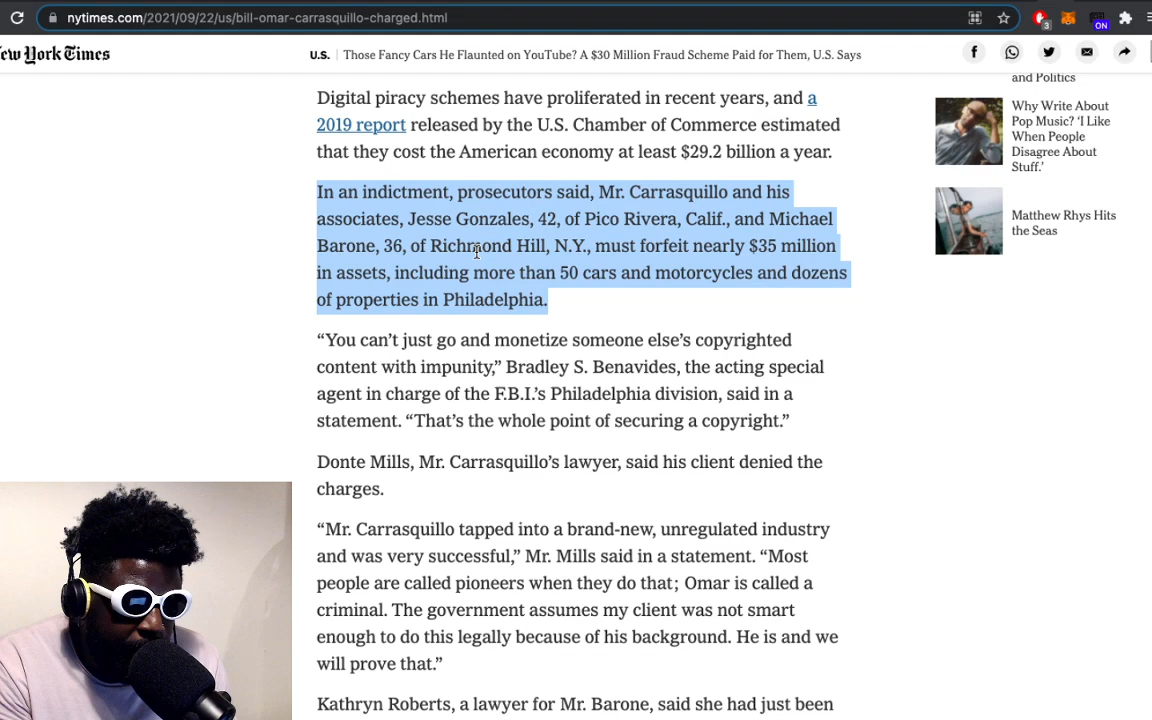 nytimes.com/2021/09/22/us/bill-omar-carrasquillo-charged.html
3
ON
ew York Times
U.S. | Those Fancy Cars He Flaunted on YouTube? A $30 Million Fraud Scheme Paid for Them, U.S. Says
Digital piracy schemes have proliferated in recent years, and a
2019 report released by the U.S. Chamber of Commerce estimated
that they cost the American economy at least $29.2 billion a year.
In an indictment, prosecutors said, Mr. Carrasquillo and his
associates, Jesse Gonzales, 42, of Pico Rivera, Calif., and Michael
Barone, 36, of Richmond Hill, N.Y., must forfeit nearly $35 million
in assets, including more than 50 cars and motorcycles and dozens
of properties in Philadelphia.
“You can’t just go and monetize someone else’s copyrighted
content with impunity,” Bradley S. Benavides, the acting special
agent in charge of the F.B.I.’s Philadelphia division, said in a
statement. “That’s the whole point of securing a copyright.”
Donte Mills, Mr. Carrasquillo’s lawyer, said his client denied the
charges.
“Mr. Carrasquillo tapped into a brand-new, unregulated industry
and was very successful,” Mr. Mills said in a statement. “Most
people are called pioneers when they do that; Omar is called a
criminal. The government assumes my client was not smart
enough to do this legally because of his background. He is and we
will prove that.”
Kathryn Roberts, a lawyer for Mr. Barone, said she had just been
and Politics
Why Write About
Pop Music? ‘I Like
When People
Disagree About
Stuff.’
Matthew Rhys Hits
the Seas